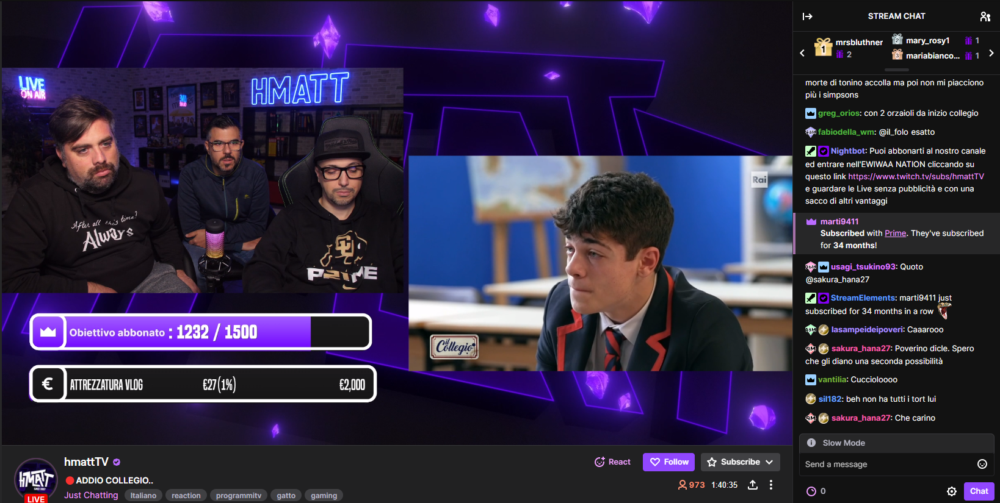 LIVE
ON AIR
HMATT
After all this time?
Always
PRIME
Rai
il
Collegio
Obiettivo abbonato : 1232 / 1500
€ ATTREZZATURA VLOG €27(1%) €2,000
HMATT
LIVE
hmattTV
ADDIO COLLEGIO..
Just Chatting Italiano reaction programmitv gatto gaming
React Follow Subscribe
973 1:40:35
STREAM CHAT
1 mrsbluthner 2
2 mary_rosy1 1
3 mariabianco... 1
morte di tonino accolla ma poi non mi piacciono
più i simpsons
greg_orios: con 2 orzaioli da inizio collegio
fabiodella_wm: @il_folo esatto
Nightbot: Puoi abbonarti al nostro canale
ed entrare nell'EWIWAA NATION cliccando su
questo link https://www.twitch.tv/subs/hmattTV
e guardare le Live senza pubblicità e con una
sacco di altri vantaggi
marti9411
Subscribed with Prime. They've subscribed
for 34 months!
usagi_tsukino93: Quoto
@sakura_hana27
StreamElements: marti9411 just
subscribed for 34 months in a row
18M lasampeideipoveri: Caaarooo
9M sakura_hana27: Poverino dicle. Spero
che gli diano una seconda possibilità
vantilia: Cuccioloooo
sil182: beh non ha tutti i tort lui
9M sakura_hana27: Che carino
Slow Mode
Send a message
0 Chat